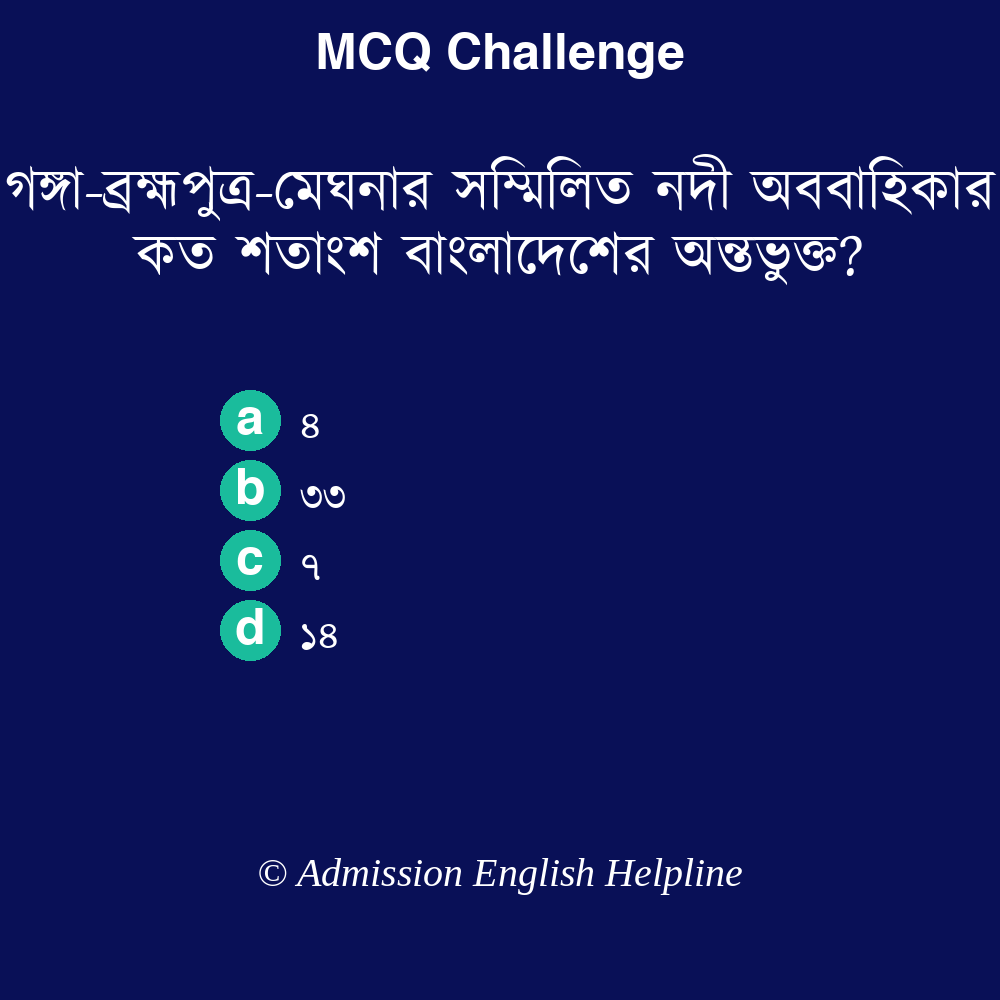 MCQ Challenge
গঙ্গা-ব্রহ্মপুত্র-মেঘনার সম্মিলিত নদী অববাহিকার
কত শতাংশ বাংলাদেশের অন্তভুক্ত?
a ৪
b ৩৩
c ৭
d ১৪
© Admission English Helpline